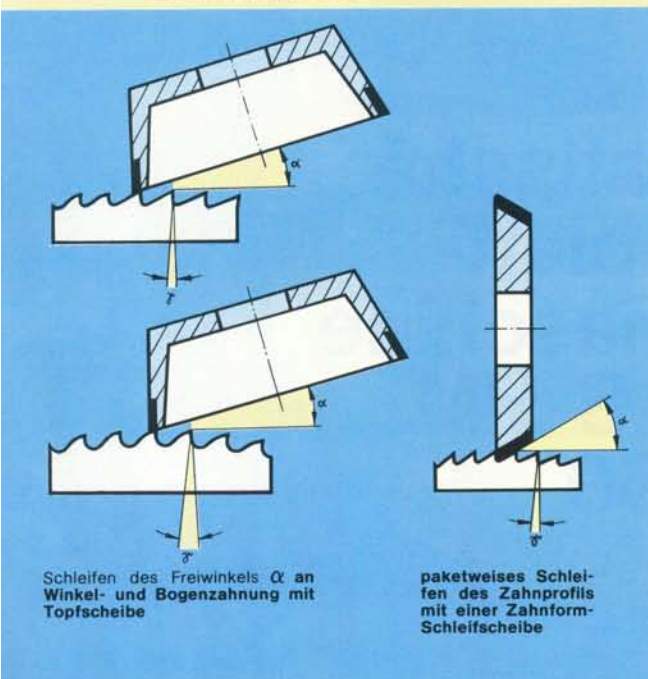 α
γ
α
γ
α
γ
Schleifen des Freiwinkels α an
Winkel- und Bogenzahnung mit
Topfscheibe
paketweises Schlei-
fen des Zahnprofils
mit einer Zahnform-
Schleifscheibe